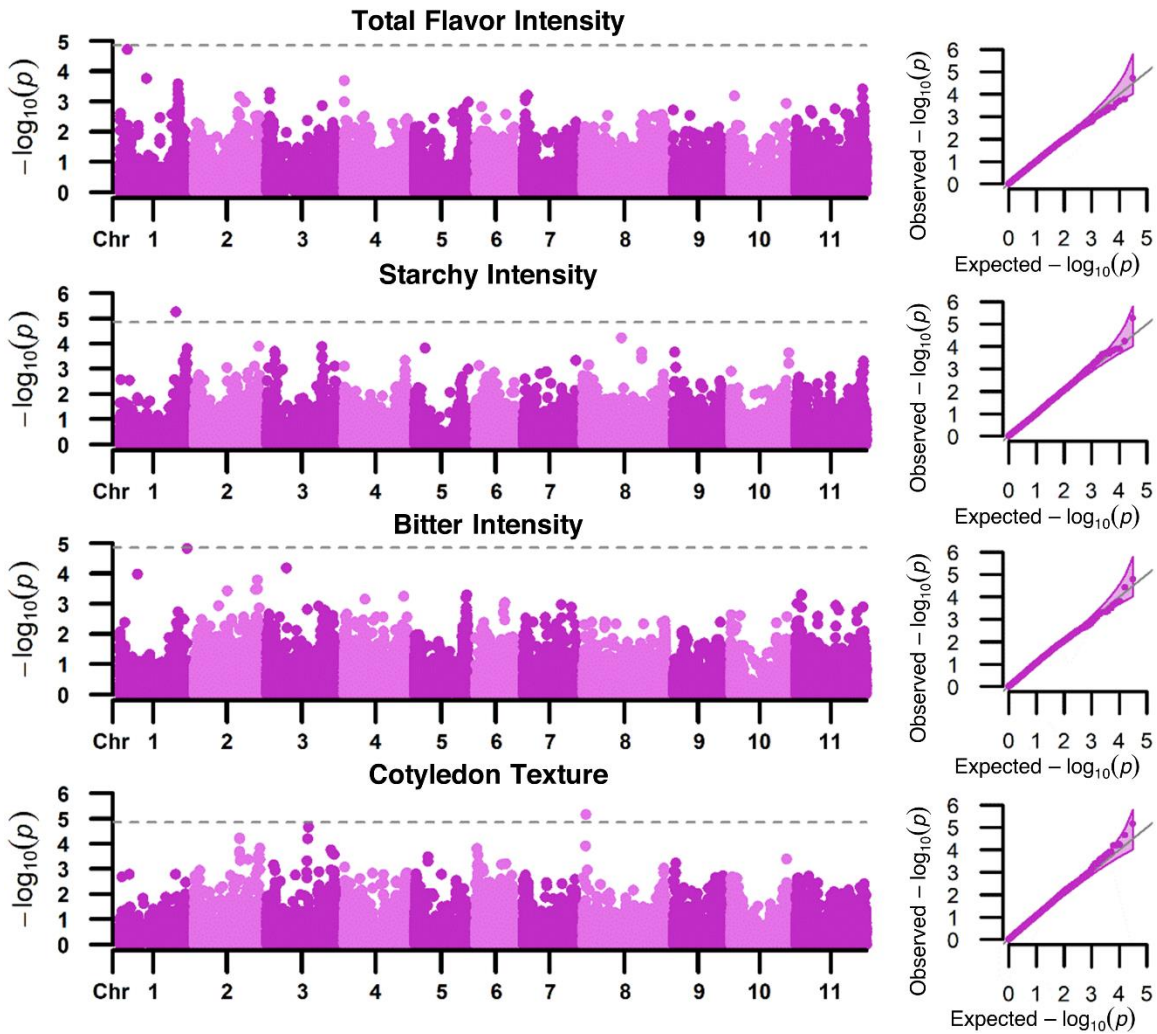 Total Flavor Intensity
− log10(p)
5
4
3
2
1
0
Chr 1 2 3 4 5 6 7 8 9 10 11
Observed − log10(p)
6
5
4
3
2
1
0
0 1 2 3 4 5
Expected − log10(p)
Starchy Intensity
− log10(p)
6
5
4
3
2
1
0
Chr 1 2 3 4 5 6 7 8 9 10 11
Observed − log10(p)
6
5
4
3
2
1
0
0 1 2 3 4 5
Expected − log10(p)
Bitter Intensity
− log10(p)
5
4
3
2
1
0
Chr 1 2 3 4 5 6 7 8 9 10 11
Observed − log10(p)
6
5
4
3
2
1
0
0 1 2 3 4 5
Expected − log10(p)
Cotyledon Texture
− log10(p)
6
5
4
3
2
1
0
Chr 1 2 3 4 5 6 7 8 9 10 11
Observed − log10(p)
6
5
4
3
2
1
0
0 1 2 3 4 5
Expected − log10(p)